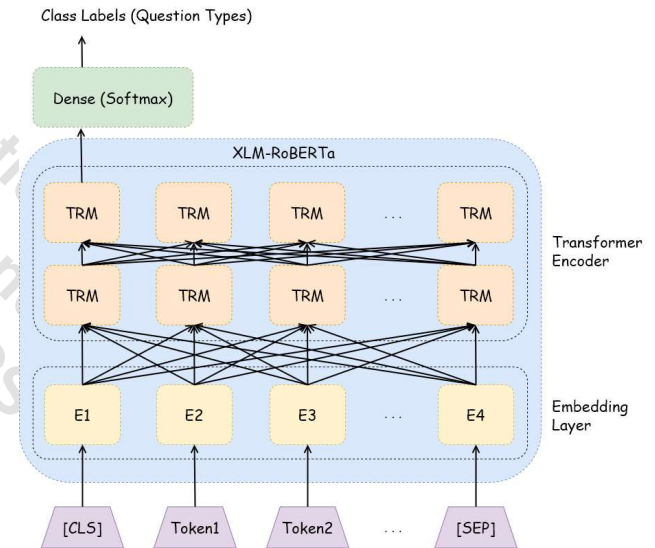 Class Labels (Question Types)
Dense (Softmax)
XLM-RoBERTa
TRM TRM TRM ... TRM
Transformer
Encoder
TRM TRM TRM ... TRM
E1 E2 E3 ... E4
Embedding
Layer
[CLS] Token1 Token2 ... [SEP]